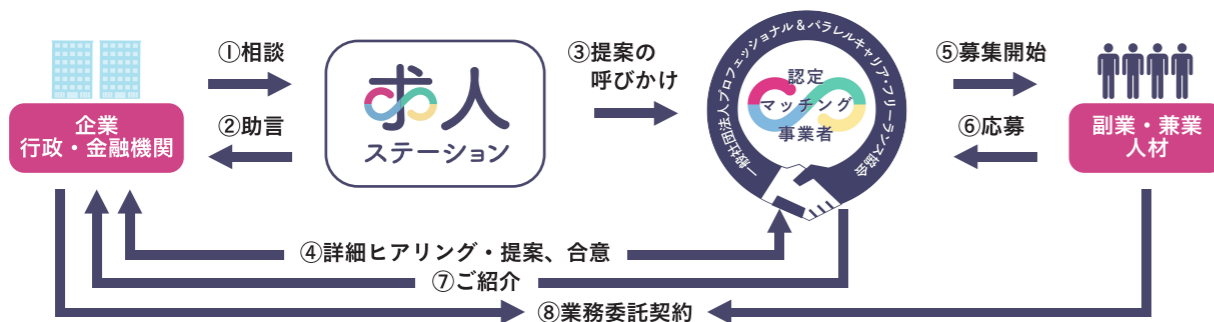 ①相談
②助言
企業
行政・金融機関
求人
ステーション
③提案の
呼びかけ
一般社団法人プロフェッショナル&パラレルキャリア・フリーランス協会
認定
マッチング
事業者
⑤募集開始
⑥応募
副業・兼業
人材
④詳細ヒアリング・提案、合意
⑦ご紹介
⑧業務委託契約